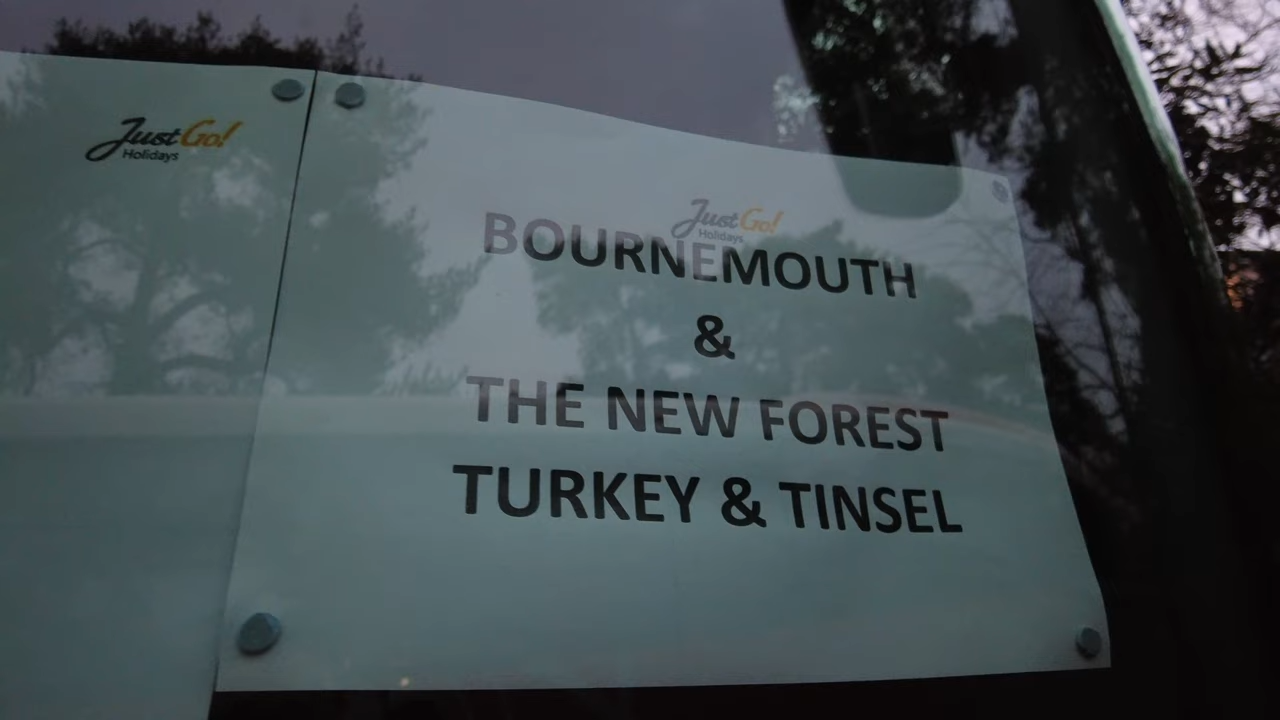 Just Go!
Holidays
Just Go!
Holidays
BOURNEMOUTH
&
THE NEW FOREST
TURKEY & TINSEL